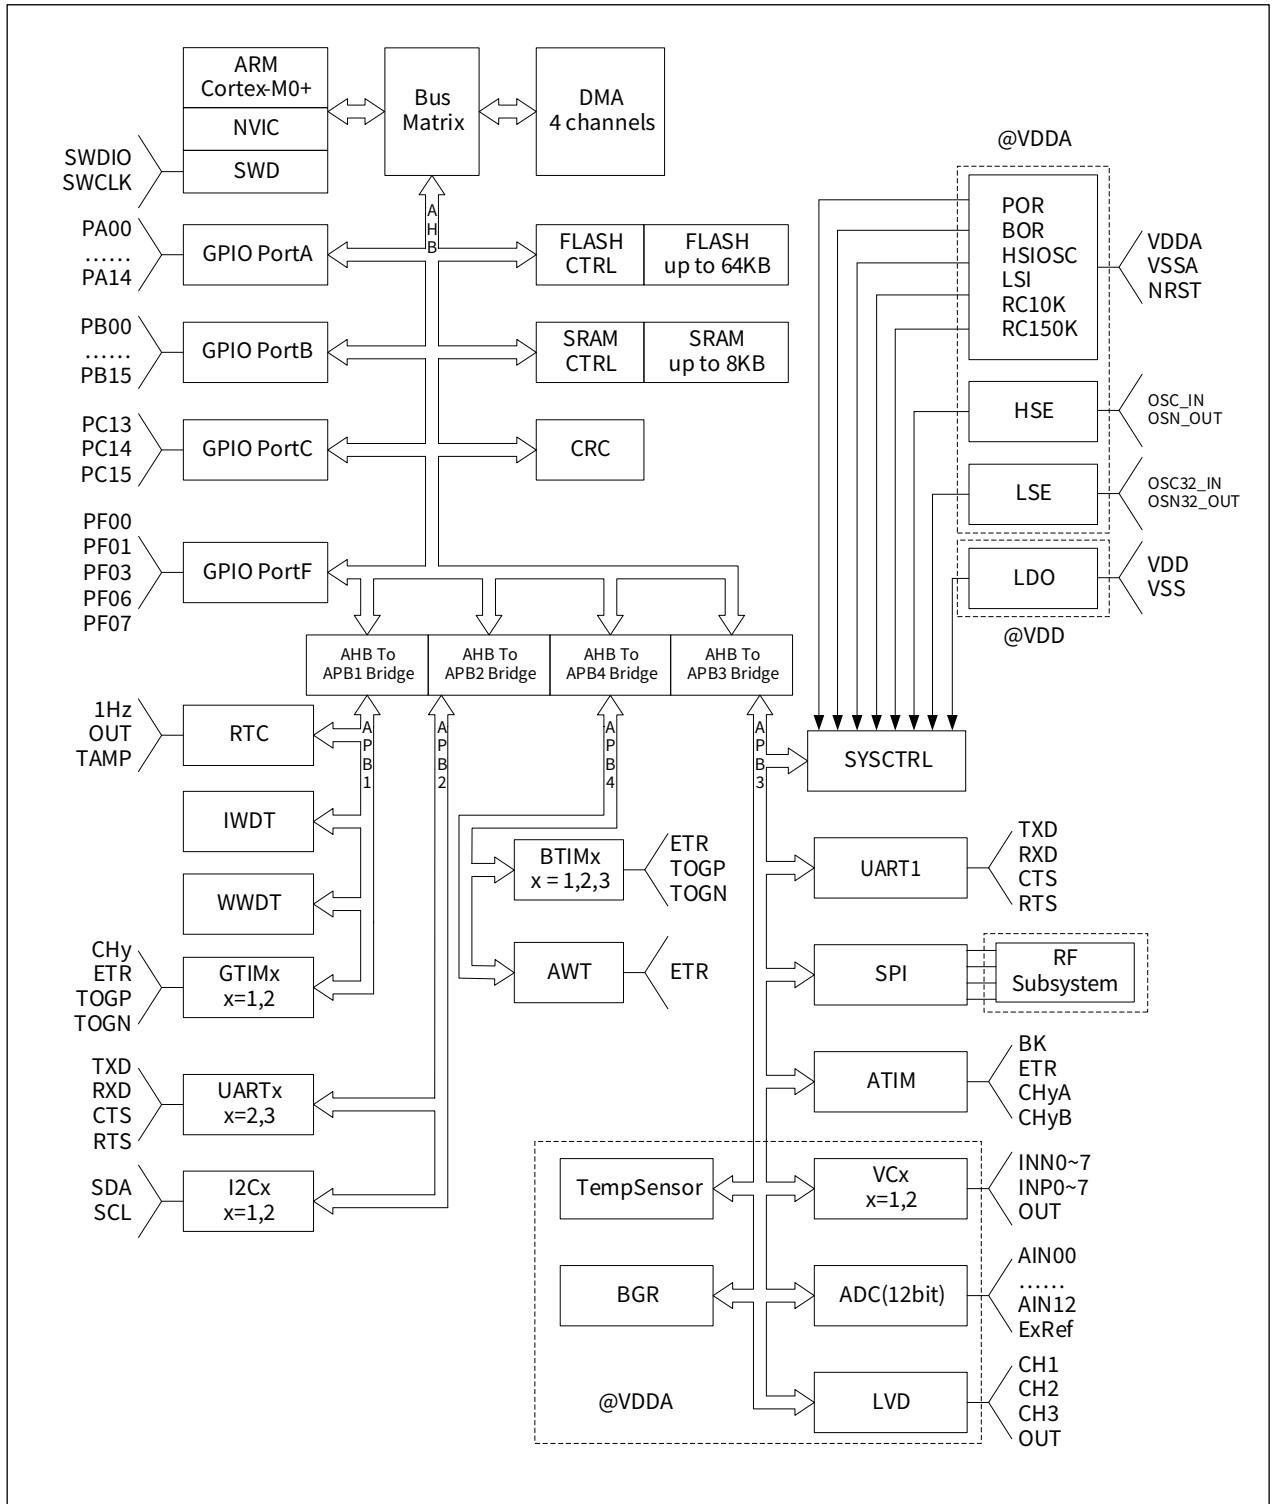 ARM
Cortex-M0+
NVIC
SWD
Bus
Matrix
DMA
4 channels
SWDIO
SWCLK
@VDDA
AHB
PA00
......
PA14
GPIO PortA
FLASH
CTRL
FLASH
up to 64KB
POR
BOR
HSIOSC
LSI
RC10K
RC150K
VDDA
VSSA
NRST
PB00
......
PB15
GPIO PortB
SRAM
CTRL
SRAM
up to 8KB
PC13
PC14
PC15
GPIO PortC
CRC
HSE
OSC_IN
OSN_OUT
LSE
OSC32_IN
OSN32_OUT
PF00
PF01
PF03
PF06
PF07
GPIO PortF
LDO
VDD
VSS
@VDD
AHB To
APB1 Bridge
AHB To
APB2 Bridge
AHB To
APB4 Bridge
AHB To
APB3 Bridge
1Hz
OUT
TAMP
RTC
APB1
APB2
APB4
APB3
SYSCTRL
IWDT
WWDT
BTIMx
x = 1,2,3
ETR
TOGP
TOGN
UART1
TXD
RXD
CTS
RTS
CHy
ETR
TOGP
TOGN
GTIMx
x=1,2
AWT
ETR
SPI
RF
Subsystem
TXD
RXD
CTS
RTS
UARTx
x=2,3
ATIM
BK
ETR
CHyA
CHyB
SDA
SCL
I2Cx
x=1,2
TempSensor
VCx
x=1,2
INN0~7
INP0~7
OUT
BGR
ADC(12bit)
AIN00
......
AIN12
ExRef
@VDDA
LVD
CH1
CH2
CH3
OUT